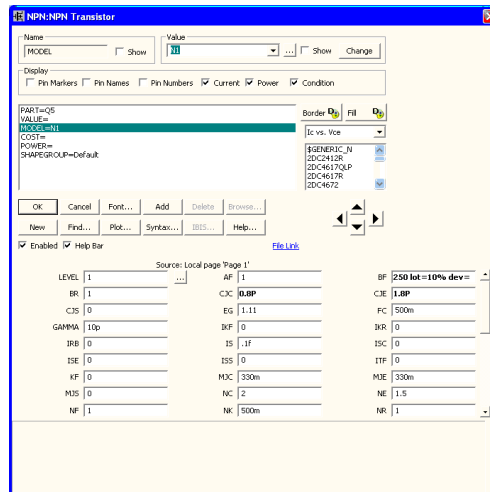 NPN:NPN Transistor
Name
MODEL
Show
Value
N1
...
Show
Change
Display
Pin Markers
Pin Names
Pin Numbers
Current
Power
Condition
PART=Q5
VALUE=
MODEL=N1
COST=
POWER=
SHAPEGROUP=Default
Border
Fill
Ic vs. Vce
$GENERIC_N
2DC2412R
2DC4617QLP
2DC4617R
2DC4672
OK
Cancel
Font...
Add
Delete
Browse...
New
Find...
Plot...
Syntax...
IBIS...
Help...
Enabled
Help Bar
File Link
Source: Local page 'Page 1'
LEVEL 1 ... AF 1 BF 250 lot=10% dev=
BR 1 CJC 0.8P CJE 1.8P
CJS 0 EG 1.11 FC 500m
GAMMA 10p IKF 0 IKR 0
IRB 0 IS .1f ISC 0
ISE 0 ISS 0 ITF 0
KF 0 MJC 330m MJE 330m
MJS 0 NC 2 NE 1.5
NF 1 NK 500m NR 1